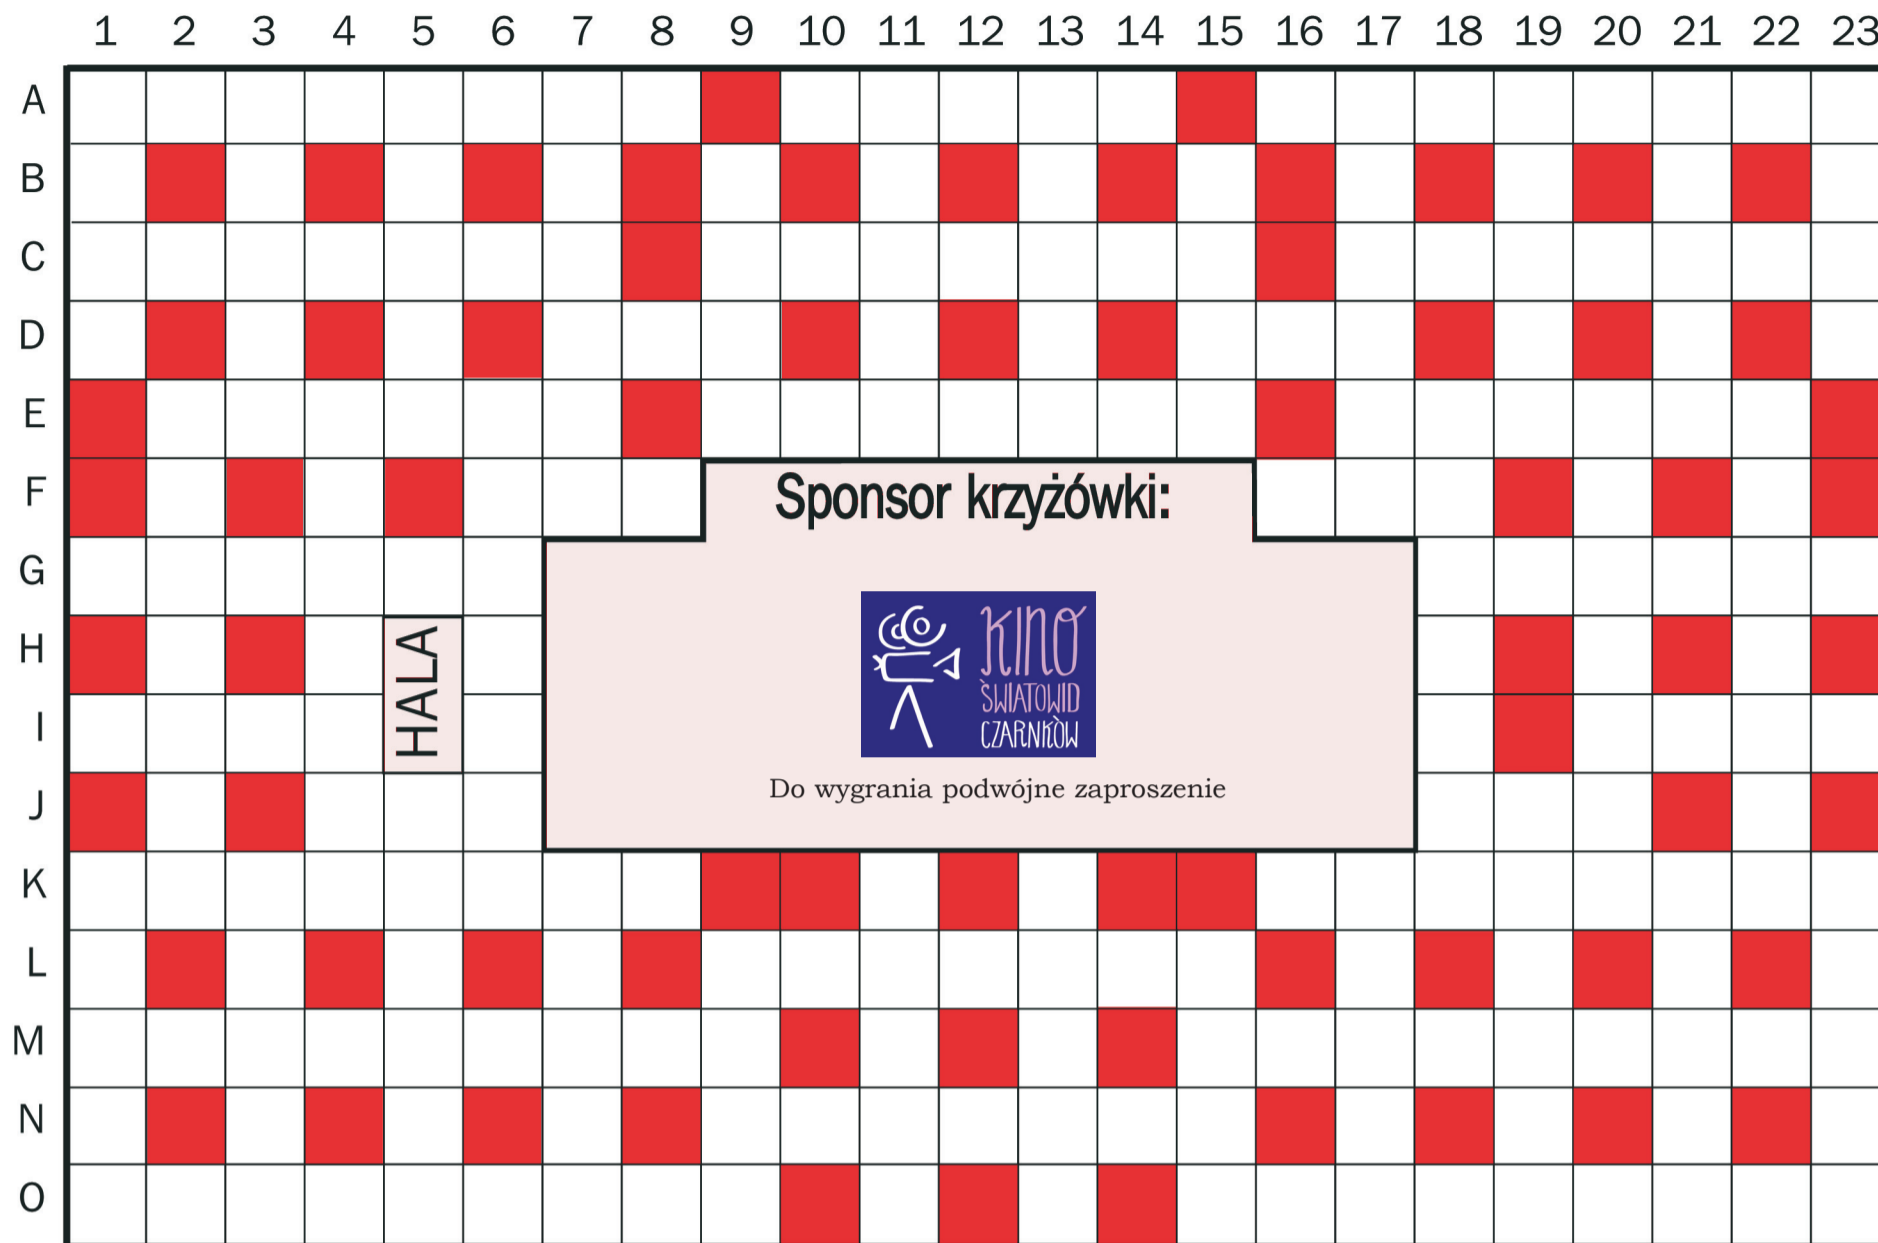 1 2 3 4 5 6 7 8 9 10 11 12 13 14 15 16 17 18 19 20 21 22 23
A
B
C
D
E
F
Sponsor krzyżówki:
G
H
HALA
KINO
ŚWIATOWID
CZARNKÒW
I
J
Do wygrania podwójne zaproszenie
K
L
M
N
O